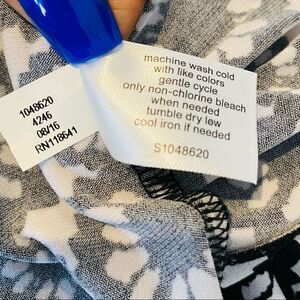 1048620
4246
08/16
RN118641
machine wash cold
with like colors
gentle cycle
only non-chlorine bleach
when needed
tumble dry low
cool iron if needed
S1048620